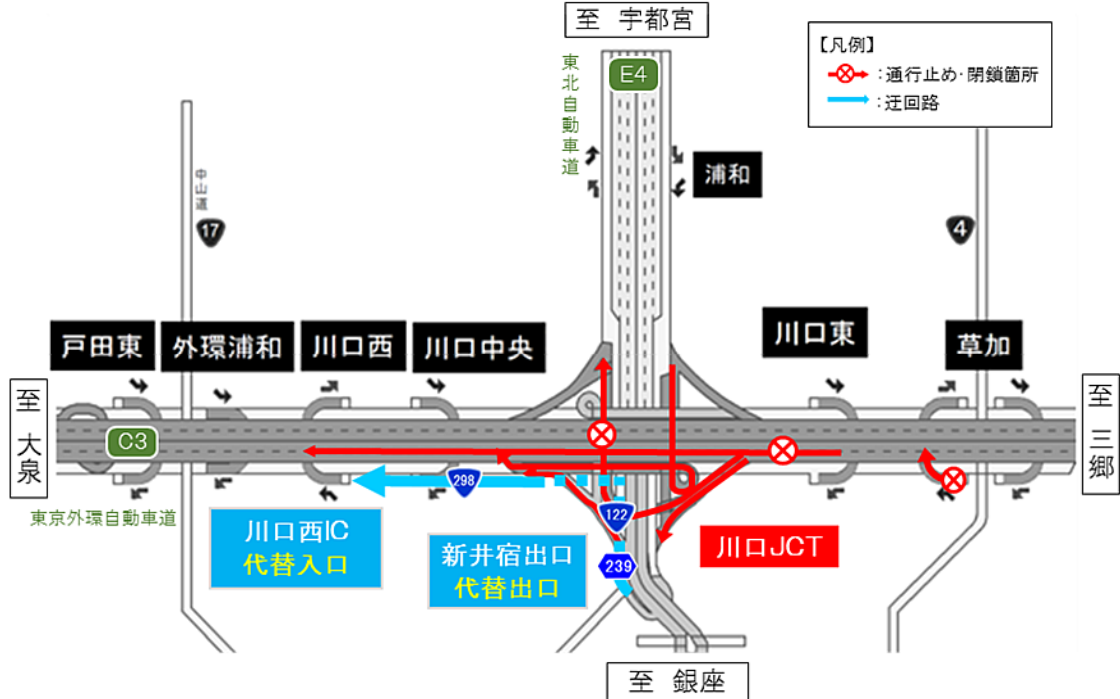 至 宇都宮
【凡例】
:通行止め・閉鎖箇所
:迂回路
東北自動車道
E4
浦和
中山道
17
4
戸田東
外環浦和
川口西
川口中央
川口東
草加
至 大泉
C3
至 三郷
298
東京外環自動車道
122
川口西IC
代替入口
新井宿出口
代替出口
239
川口JCT
至 銀座